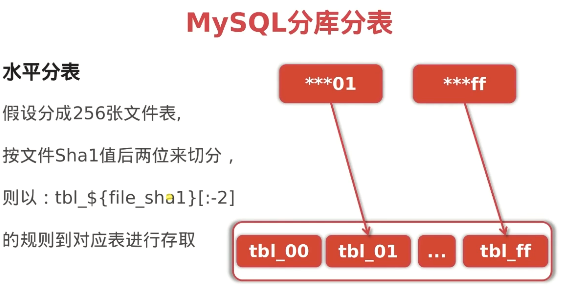 MySQL分库分表
水平分表
假设分成256张文件表,
按文件Sha1值后两位来切分，
则以：tbl_${file_sha1}[:-2]
的规则到对应表进行存取
***01
***ff
tbl_00
tbl_01
...
tbl_ff